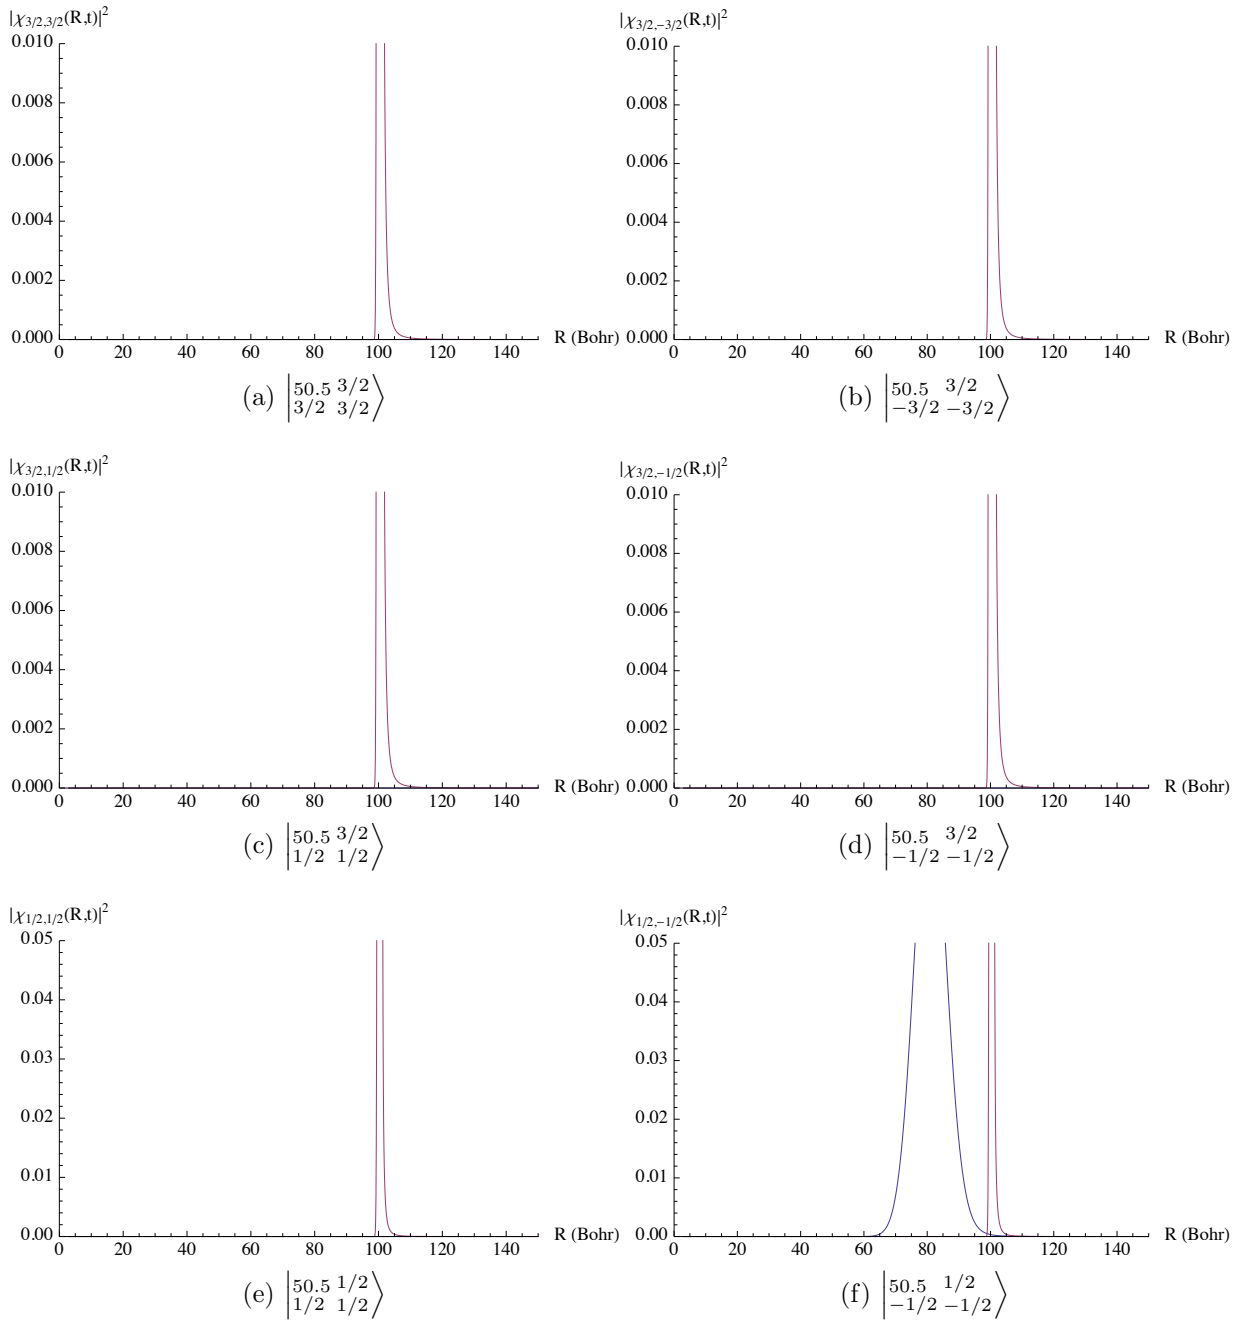 |χ3/2,3/2(R,t)|²
0.010
0.008
0.006
0.004
0.002
0.000
0 20 40 60 80 100 120 140
R (Bohr)
(a) |50.5 3/2
3/2 3/2⟩
|χ3/2,−3/2(R,t)|²
0.010
0.008
0.006
0.004
0.002
0.000
0 20 40 60 80 100 120 140
R (Bohr)
(b) |50.5 3/2
−3/2 −3/2⟩
|χ3/2,1/2(R,t)|²
0.010
0.008
0.006
0.004
0.002
0.000
0 20 40 60 80 100 120 140
R (Bohr)
(c) |50.5 3/2
1/2 1/2⟩
|χ3/2,−1/2(R,t)|²
0.010
0.008
0.006
0.004
0.002
0.000
0 20 40 60 80 100 120 140
R (Bohr)
(d) |50.5 3/2
−1/2 −1/2⟩
|χ1/2,1/2(R,t)|²
0.05
0.04
0.03
0.02
0.01
0.00
0 20 40 60 80 100 120 140
R (Bohr)
(e) |50.5 1/2
1/2 1/2⟩
|χ1/2,−1/2(R,t)|²
0.05
0.04
0.03
0.02
0.01
0.00
0 20 40 60 80 100 120 140
R (Bohr)
(f) |50.5 1/2
−1/2 −1/2⟩